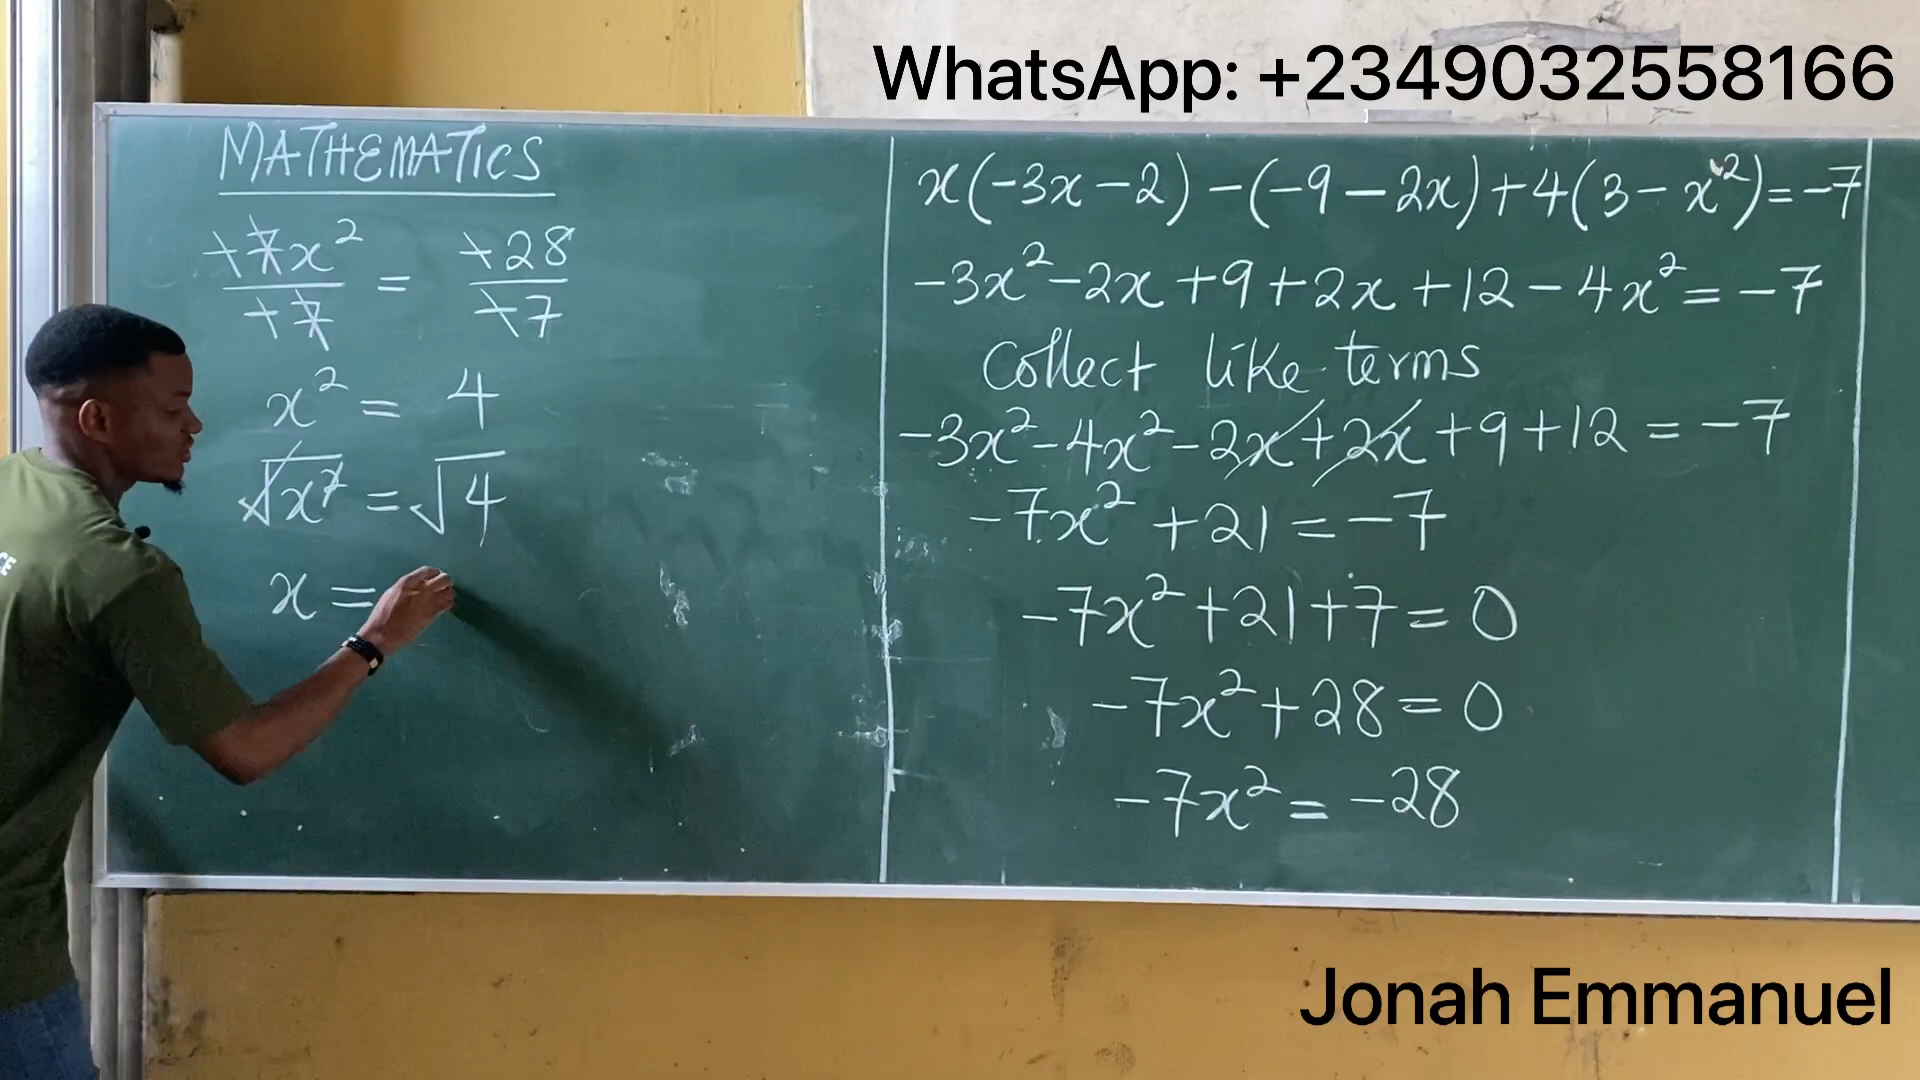 WhatsApp: +2349032558166
MATHEMATICS
-7x²/-7 = -28/-7
x² = 4
√x² = √4
x =
x(-3x-2)-(-9-2x)+4(3-x²)=-7
-3x²-2x+9+2x+12-4x²=-7
Collect like terms
-3x²-4x²-2x+2x+9+12=-7
-7x²+21=-7
-7x²+21+7=0
-7x²+28=0
-7x²=-28
CE
Jonah Emmanuel